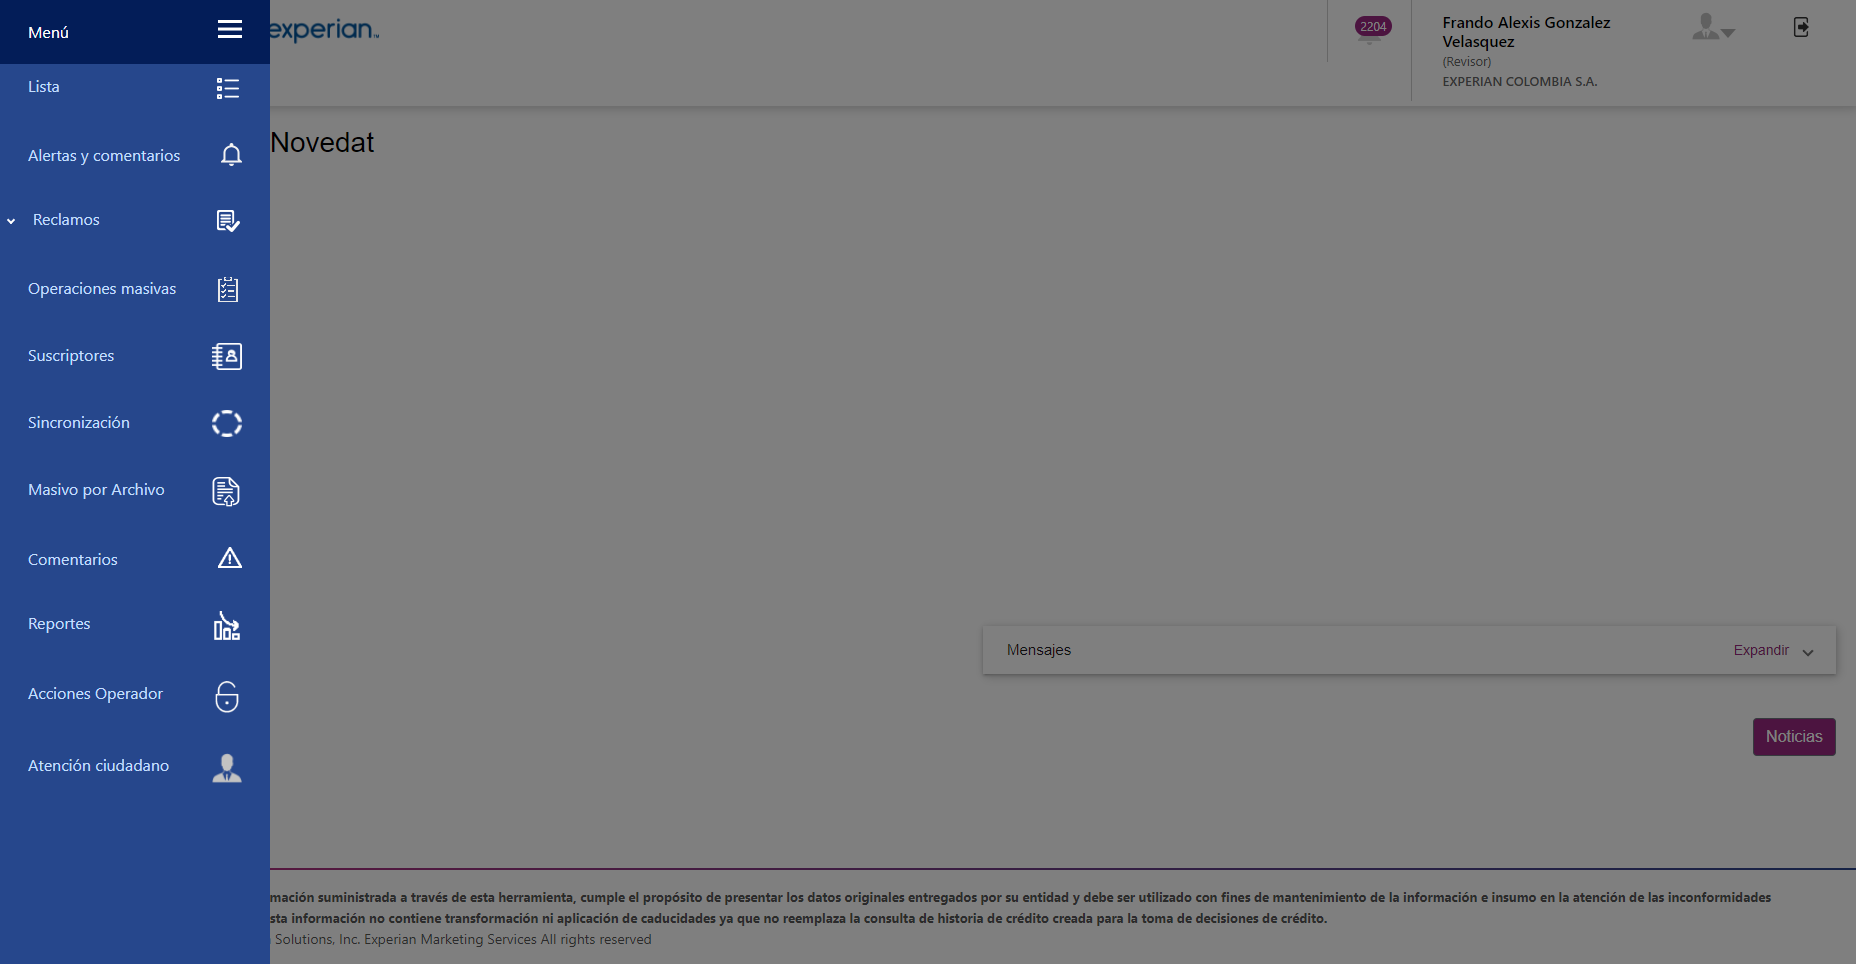 Menú
Lista
Alertas y comentarios
Reclamos
Operaciones masivas
Suscriptores
Sincronización
Masivo por Archivo
Comentarios
Reportes
Acciones Operador
Atención ciudadano
experian™
2204
Frando Alexis Gonzalez
Velasquez
(Revisor)
EXPERIAN COLOMBIA S.A.
Novedat
Mensajes
Expandir
Noticias
mación suministrada a través de esta herramienta, cumple el propósito de presentar los datos originales entregados por su entidad y debe ser utilizado con fines de mantenimiento de la información e insumo en la atención de las inconformidades
sta información no contiene transformación ni aplicación de caducidades ya que no reemplaza la consulta de historia de crédito creada para la toma de decisiones de crédito.
Solutions, Inc. Experian Marketing Services All rights reserved